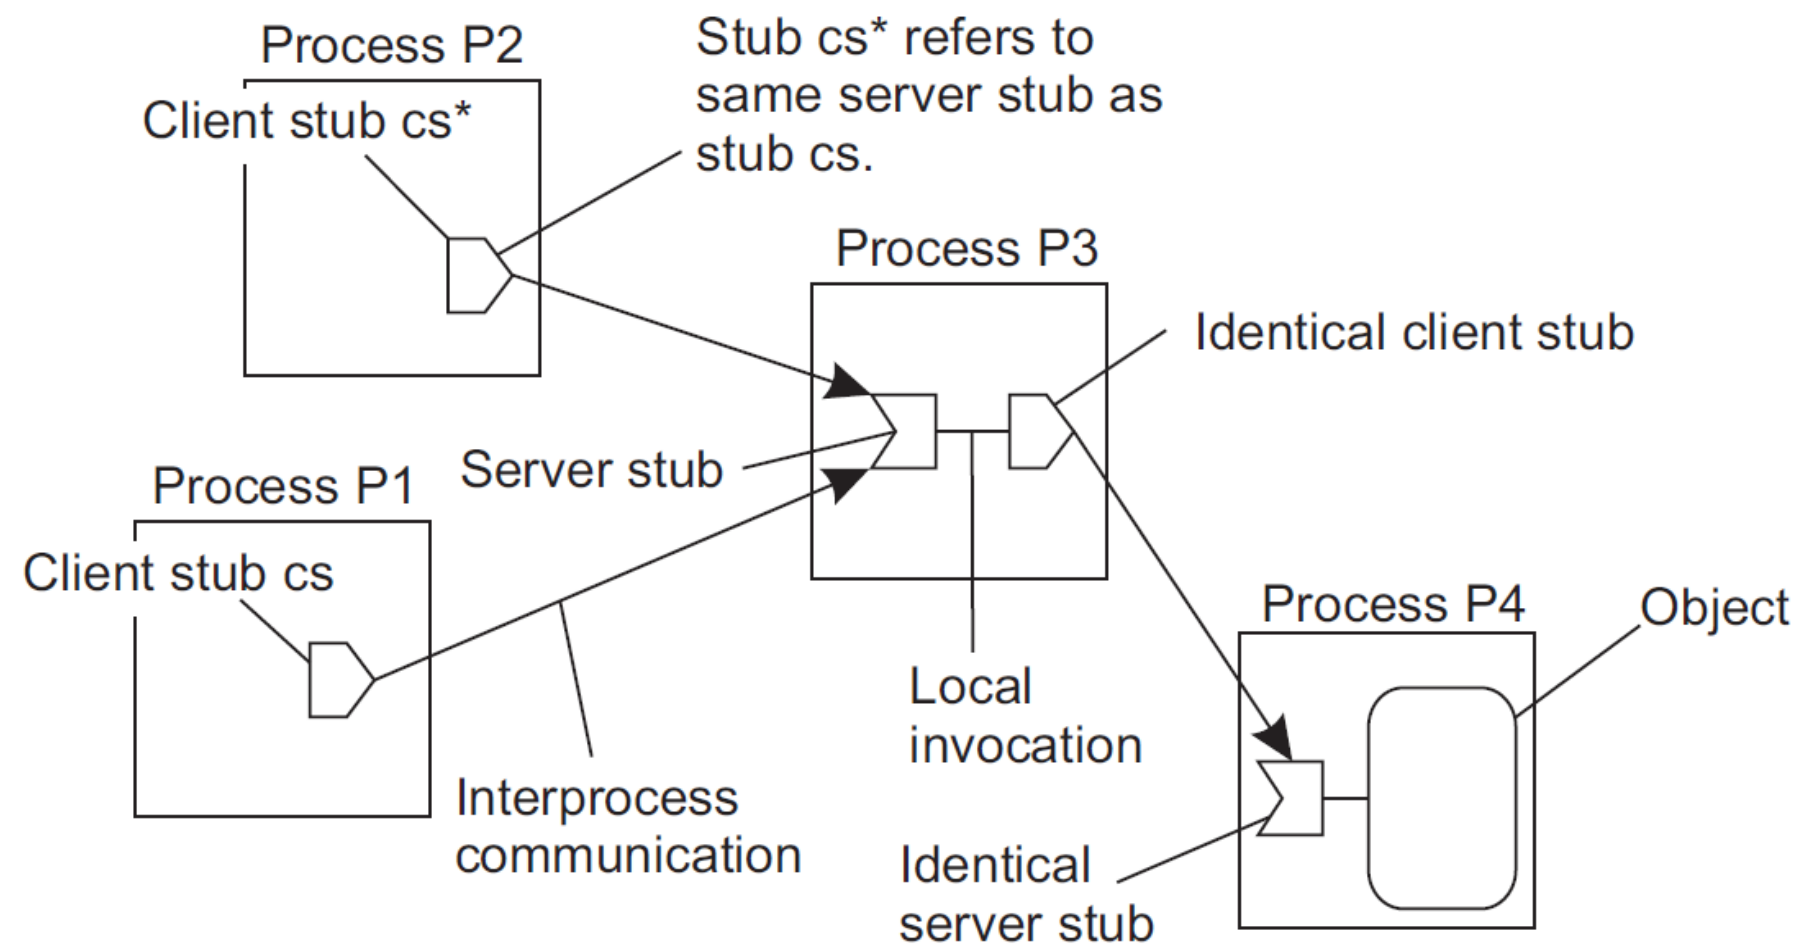 Process P2
Client stub cs*
Stub cs* refers to
same server stub as
stub cs.
Process P3
Identical client stub
Server stub
Process P1
Client stub cs
Interprocess
communication
Local
invocation
Process P4
Object
Identical
server stub